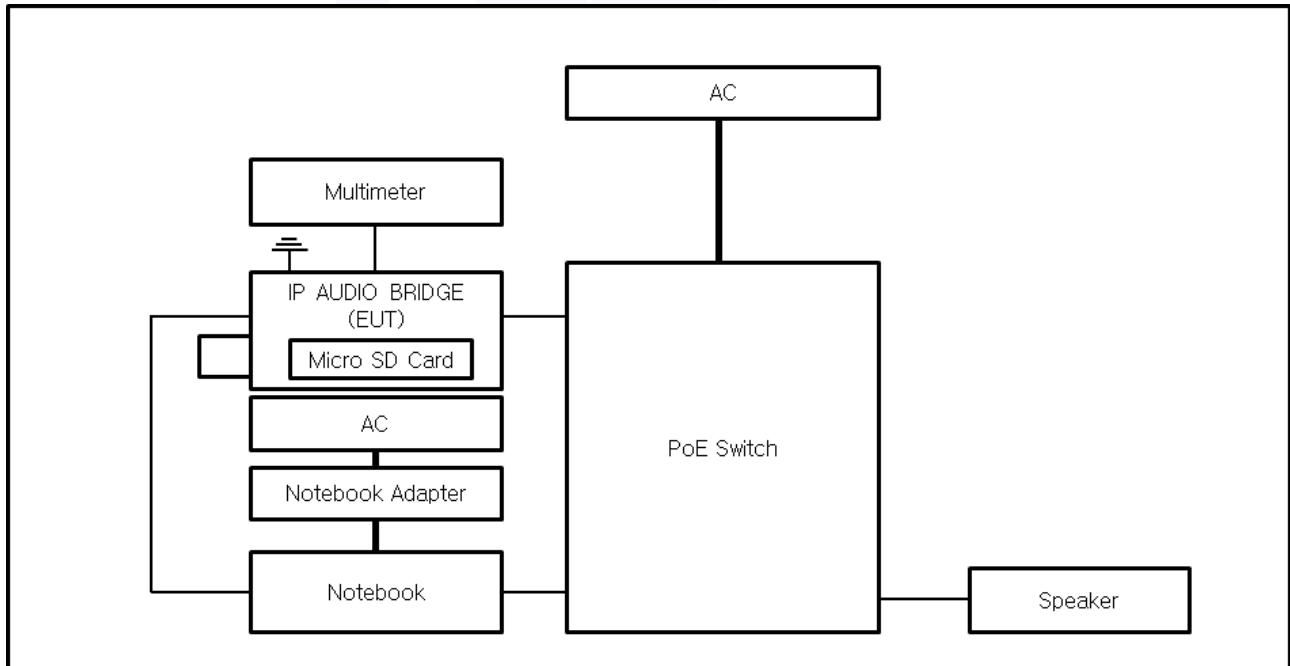 AC
Multimeter
IP AUDIO BRIDGE
(EUT)
Micro SD Card
AC
Notebook Adapter
Notebook
PoE Switch
Speaker